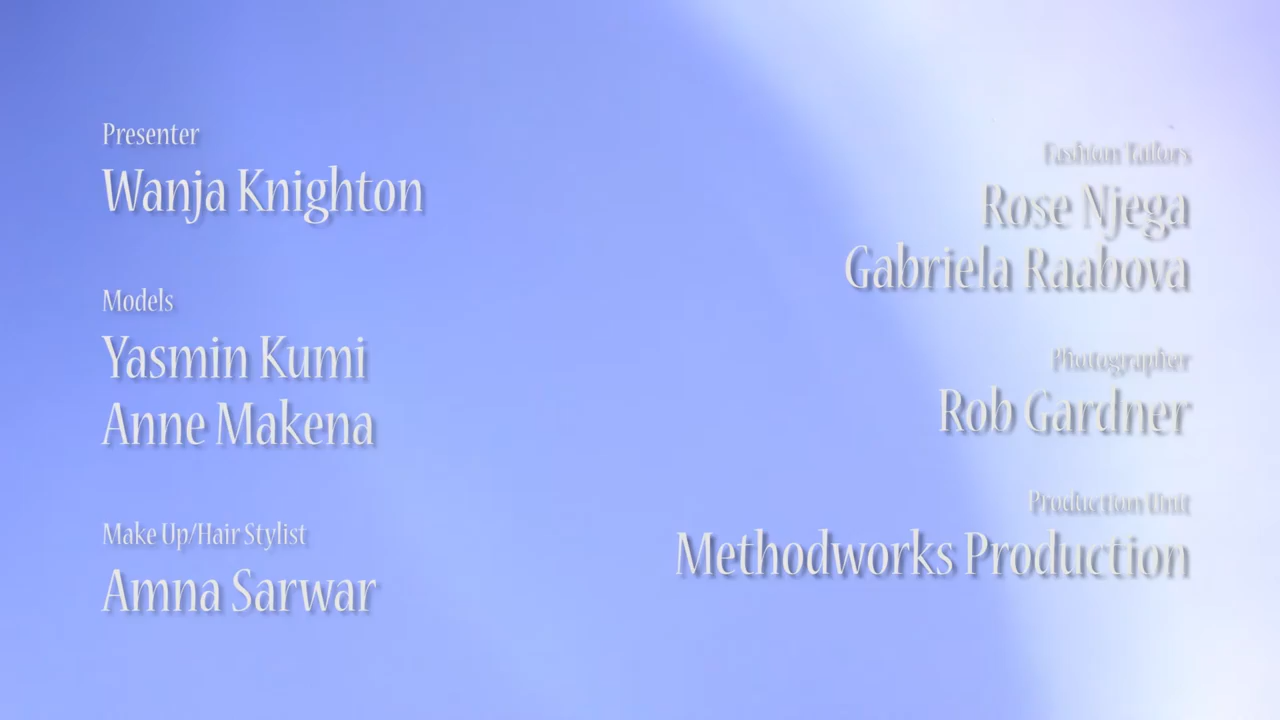 Presenter
Wanja Knighton
Models
Yasmin Kumi
Anne Makena
Make Up/Hair Stylist
Amna Sarwar
Fashion Tailors
Rose Njega
Gabriela Raabova
Photographer
Rob Gardner
Production Unit
Methodworks Production